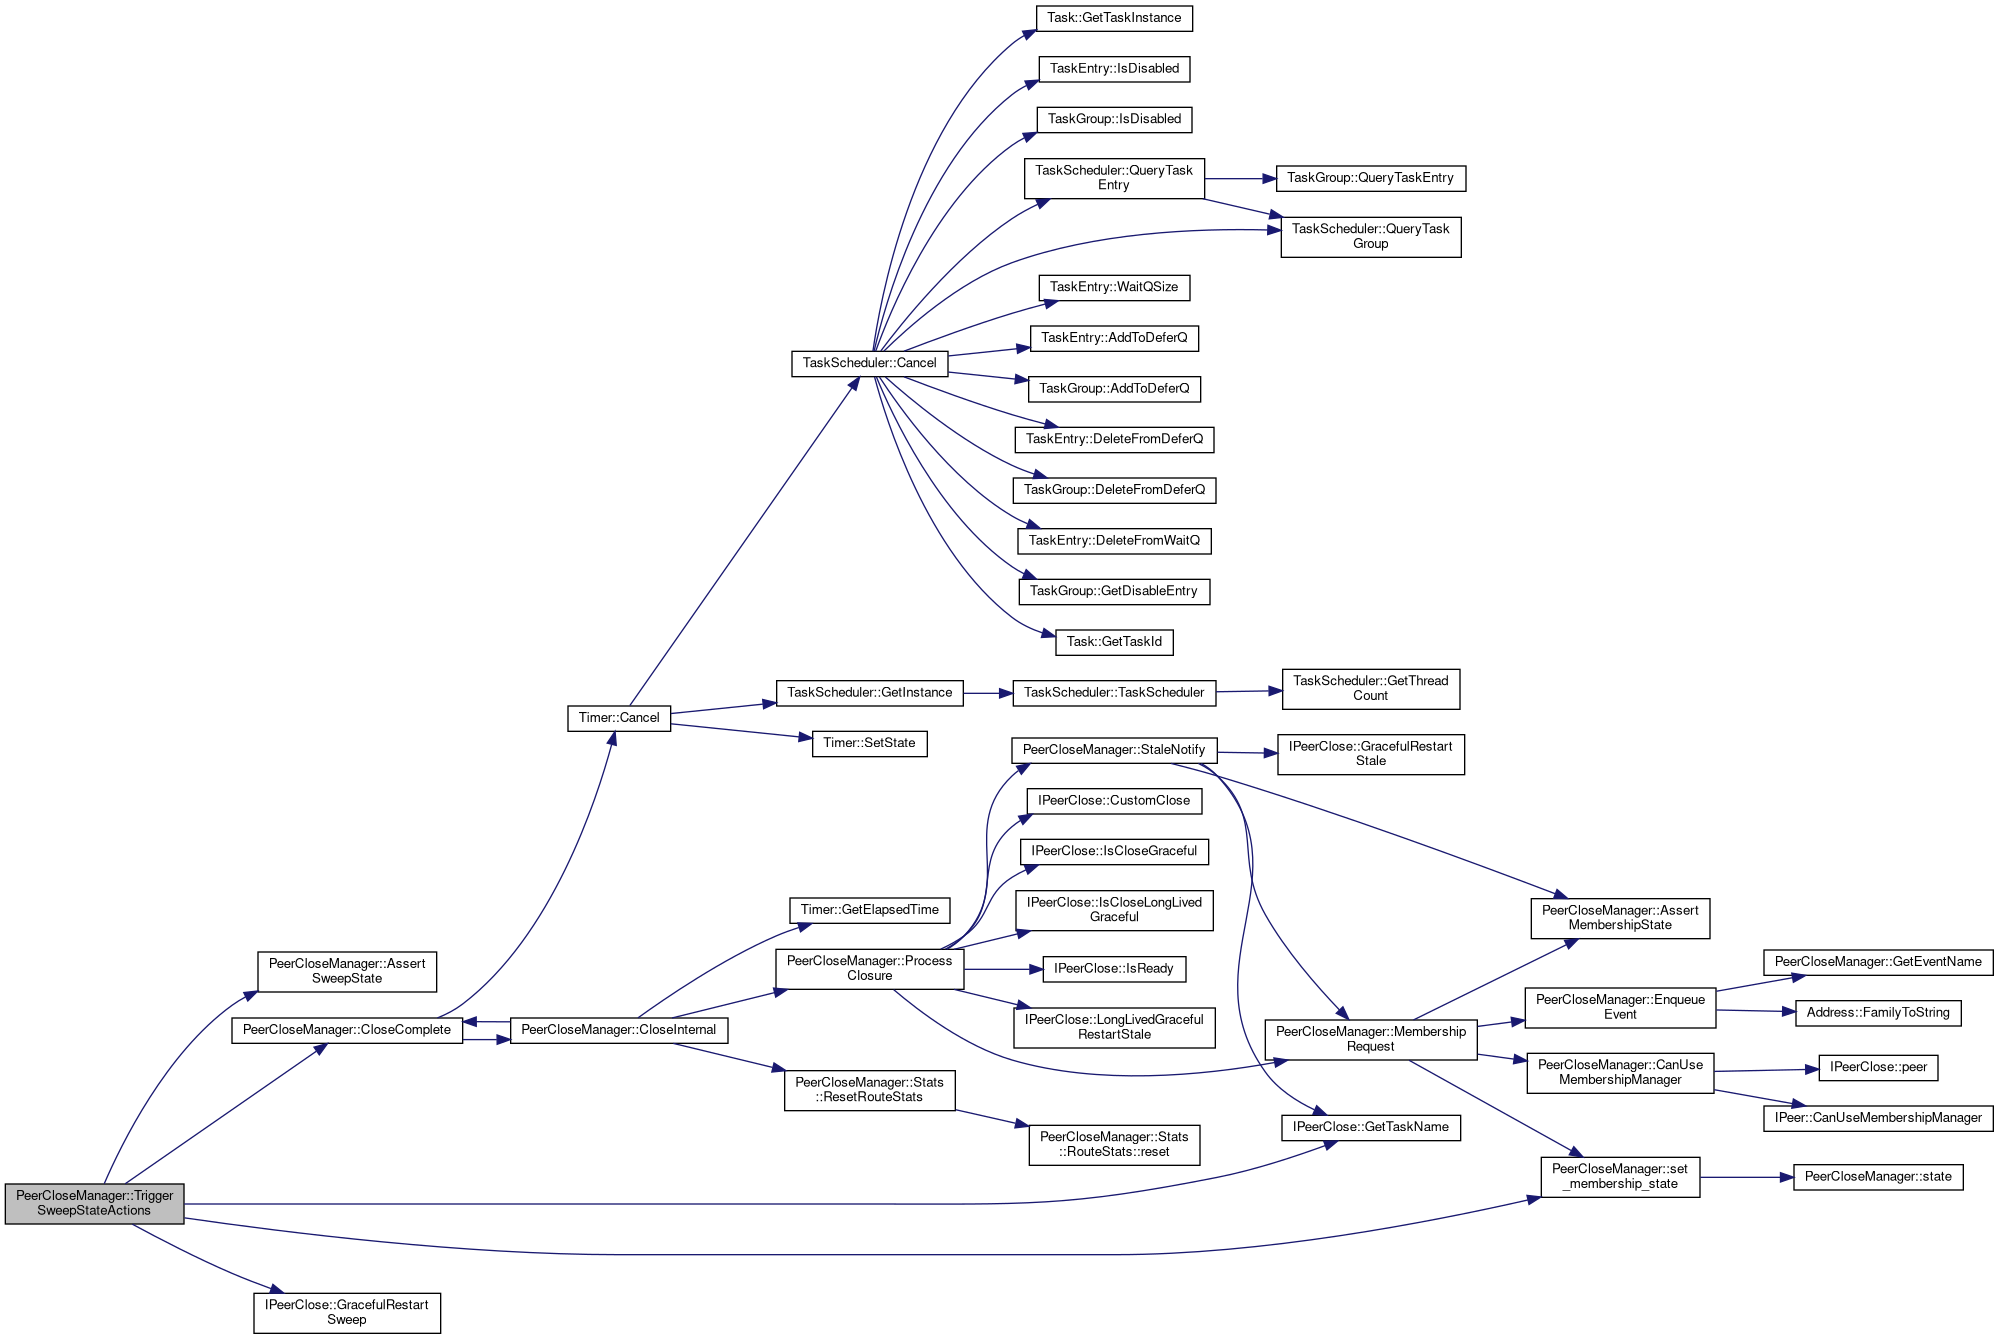 Task::GetTaskInstance
TaskEntry::IsDisabled
TaskGroup::IsDisabled
TaskScheduler::QueryTask
Entry
TaskGroup::QueryTaskEntry
TaskScheduler::QueryTask
Group
TaskEntry::WaitQSize
TaskEntry::AddToDeferQ
TaskScheduler::Cancel
TaskGroup::AddToDeferQ
TaskEntry::DeleteFromDeferQ
TaskGroup::DeleteFromDeferQ
TaskEntry::DeleteFromWaitQ
TaskGroup::GetDisableEntry
Task::GetTaskId
TaskScheduler::GetInstance
TaskScheduler::TaskScheduler
TaskScheduler::GetThread
Count
Timer::Cancel
Timer::SetState
PeerCloseManager::StaleNotify
IPeerClose::GracefulRestart
Stale
IPeerClose::CustomClose
IPeerClose::IsCloseGraceful
Timer::GetElapsedTime
IPeerClose::IsCloseLongLived
Graceful
PeerCloseManager::Assert
MembershipState
PeerCloseManager::Assert
SweepState
PeerCloseManager::Process
Closure
IPeerClose::IsReady
PeerCloseManager::GetEventName
PeerCloseManager::Enqueue
Event
Address::FamilyToString
PeerCloseManager::CloseComplete
PeerCloseManager::CloseInternal
IPeerClose::LongLivedGraceful
RestartStale
PeerCloseManager::Membership
Request
PeerCloseManager::CanUse
MembershipManager
IPeerClose::peer
PeerCloseManager::Stats
::ResetRouteStats
IPeer::CanUseMembershipManager
PeerCloseManager::Stats
::RouteStats::reset
IPeerClose::GetTaskName
PeerCloseManager::set
_membership_state
PeerCloseManager::state
PeerCloseManager::Trigger
SweepStateActions
IPeerClose::GracefulRestart
Sweep